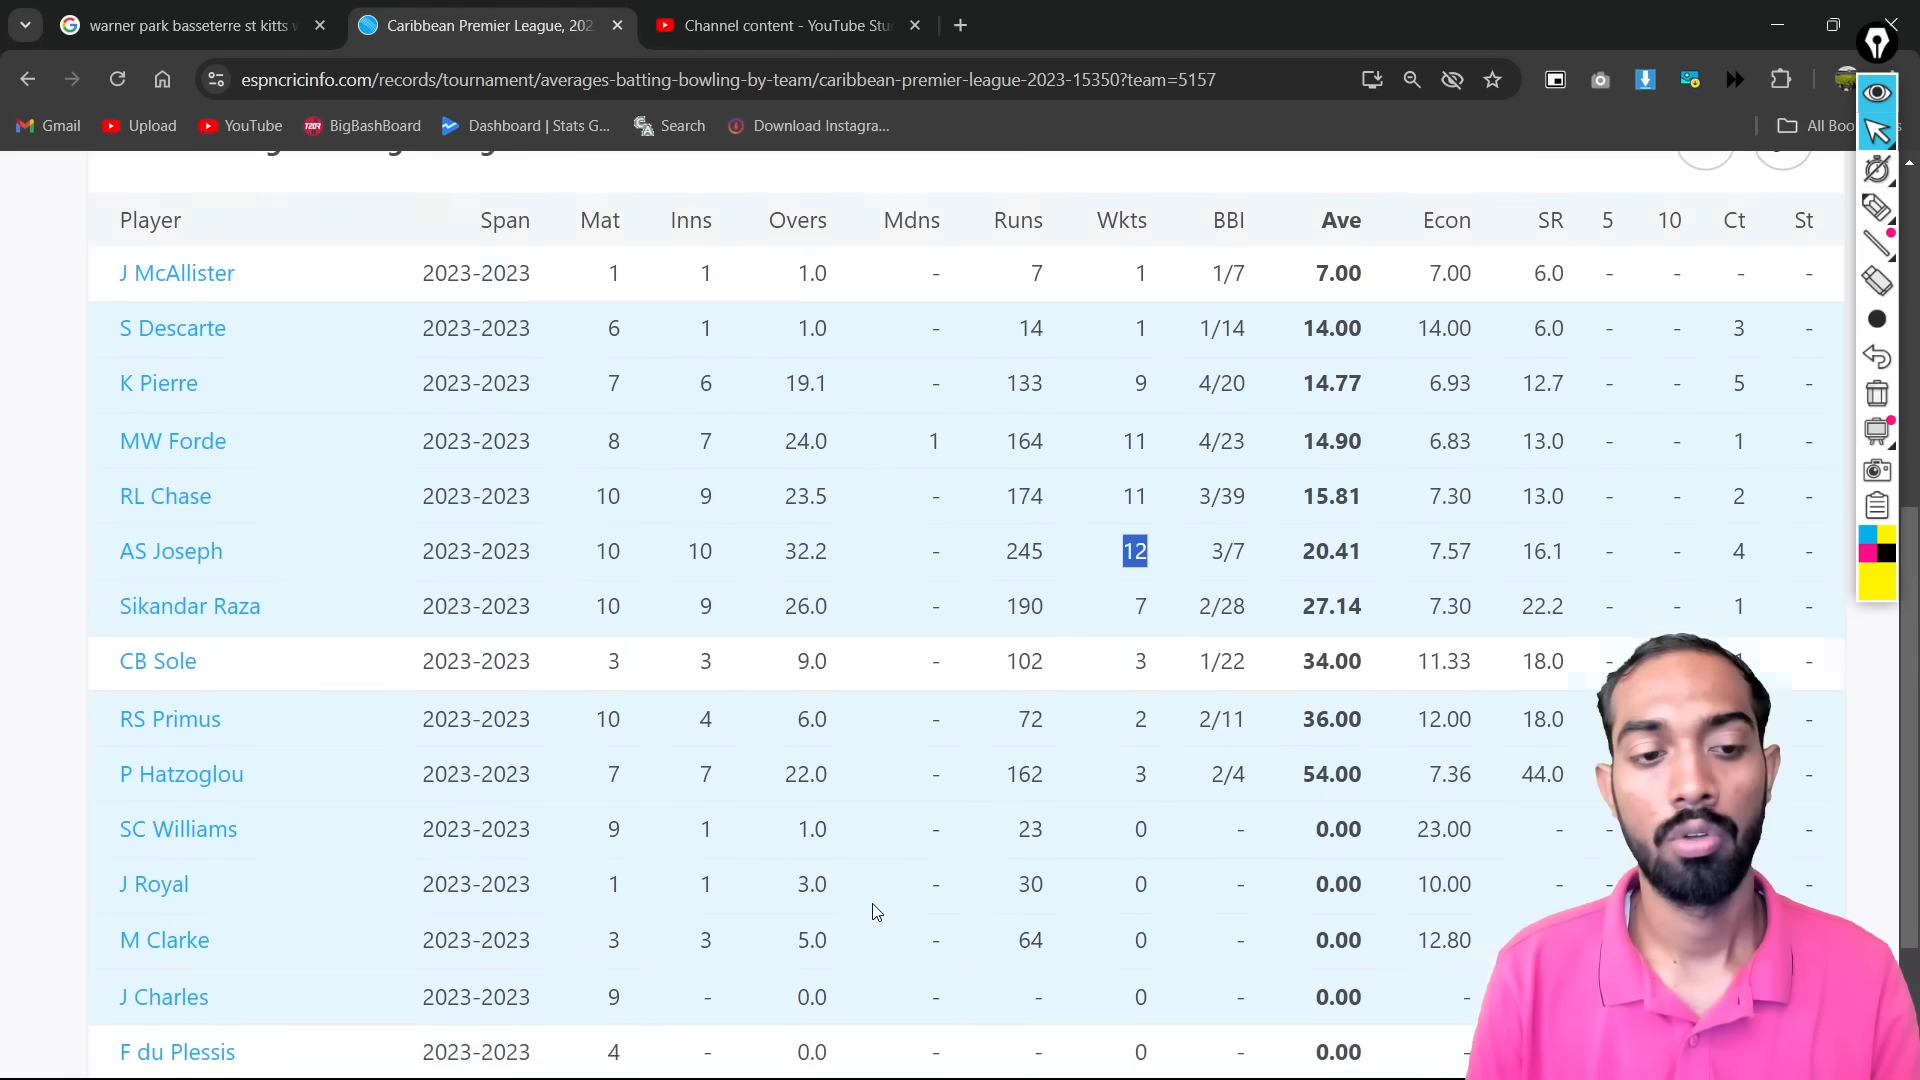 warner park basseterre st kitts w
Caribbean Premier League, 202
Channel content - YouTube Stu
espncricinfo.com/records/tournament/averages-batting-bowling-by-team/caribbean-premier-league-2023-15350?team=5157
Gmail Upload YouTube BigBashBoard Dashboard | Stats G... Search Download Instagra... All Boo
Player Span Mat Inns Overs Mdns Runs Wkts BBI Ave Econ SR 5 10 Ct St
J McAllister 2023-2023 1 1 1.0 - 7 1 1/7 7.00 7.00 6.0 - - - -
S Descarte 2023-2023 6 1 1.0 - 14 1 1/14 14.00 14.00 6.0 - - 3 -
K Pierre 2023-2023 7 6 19.1 - 133 9 4/20 14.77 6.93 12.7 - - 5 -
MW Forde 2023-2023 8 7 24.0 1 164 11 4/23 14.90 6.83 13.0 - - 1 -
RL Chase 2023-2023 10 9 23.5 - 174 11 3/39 15.81 7.30 13.0 - - 2 -
AS Joseph 2023-2023 10 10 32.2 - 245 12 3/7 20.41 7.57 16.1 - - 4 -
Sikandar Raza 2023-2023 10 9 26.0 - 190 7 2/28 27.14 7.30 22.2 - - 1 -
CB Sole 2023-2023 3 3 9.0 - 102 3 1/22 34.00 11.33 18.0 - -
RS Primus 2023-2023 10 4 6.0 - 72 2 2/11 36.00 12.00 18.0 -
P Hatzoglou 2023-2023 7 7 22.0 - 162 3 2/4 54.00 7.36 44.0 -
SC Williams 2023-2023 9 1 1.0 - 23 0 - 0.00 23.00 - - -
J Royal 2023-2023 1 1 3.0 - 30 0 - 0.00 10.00 - - -
M Clarke 2023-2023 3 3 5.0 - 64 0 - 0.00 12.80
J Charles 2023-2023 9 - 0.0 - - 0 - 0.00 -
F du Plessis 2023-2023 4 - 0.0 - - 0 - 0.00 -